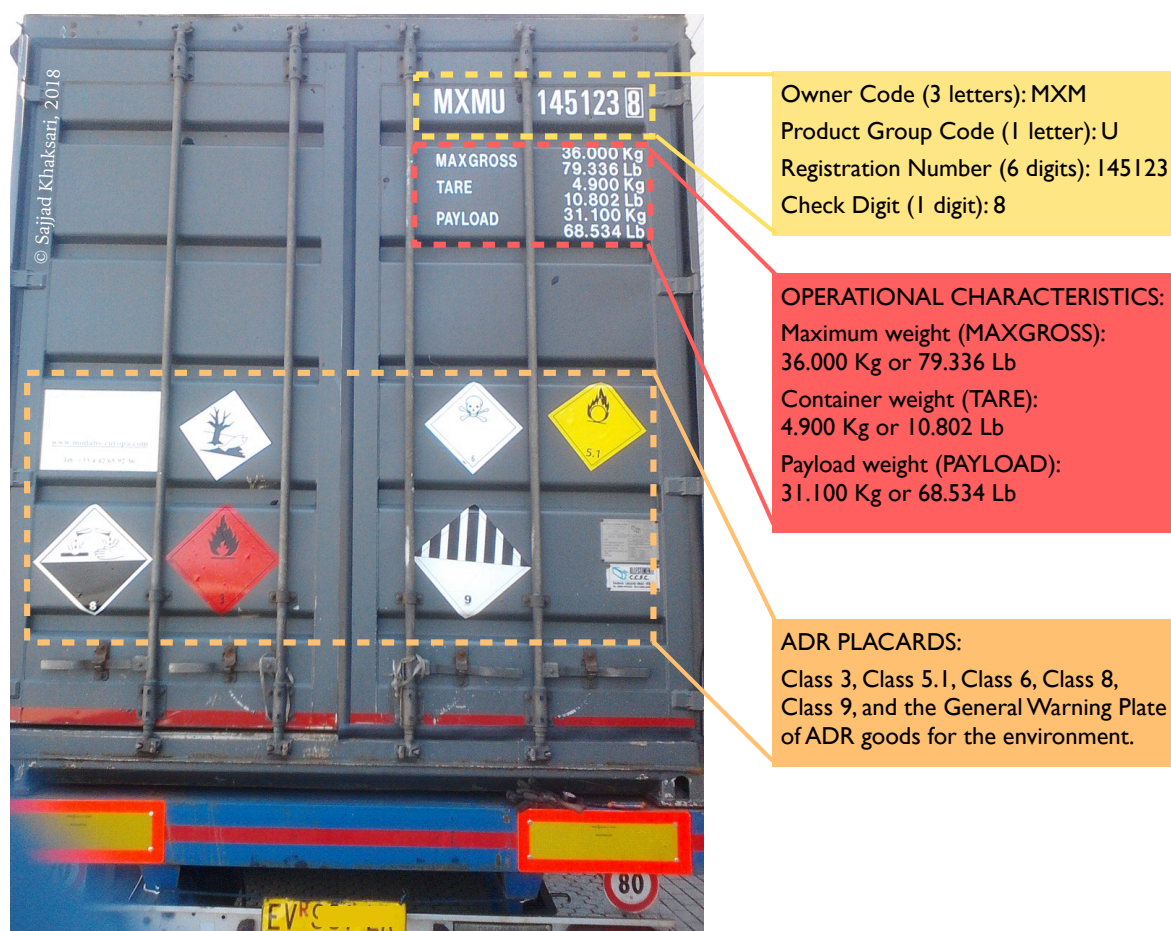 © Sajjad Khaksari, 2018
MXMU 145123 8
MAXGROSS 36.000 Kg
79.336 Lb
TARE 4.900 Kg
10.802 Lb
PAYLOAD 31.100 Kg
68.534 Lb
6
5.1
8
3
9
C.C.F.C.
80
EV
Owner Code (3 letters): MXM
Product Group Code (1 letter): U
Registration Number (6 digits): 145123
Check Digit (1 digit): 8
OPERATIONAL CHARACTERISTICS:
Maximum weight (MAXGROSS):
36.000 Kg or 79.336 Lb
Container weight (TARE):
4.900 Kg or 10.802 Lb
Payload weight (PAYLOAD):
31.100 Kg or 68.534 Lb
ADR PLACARDS:
Class 3, Class 5.1, Class 6, Class 8,
Class 9, and the General Warning Plate
of ADR goods for the environment.